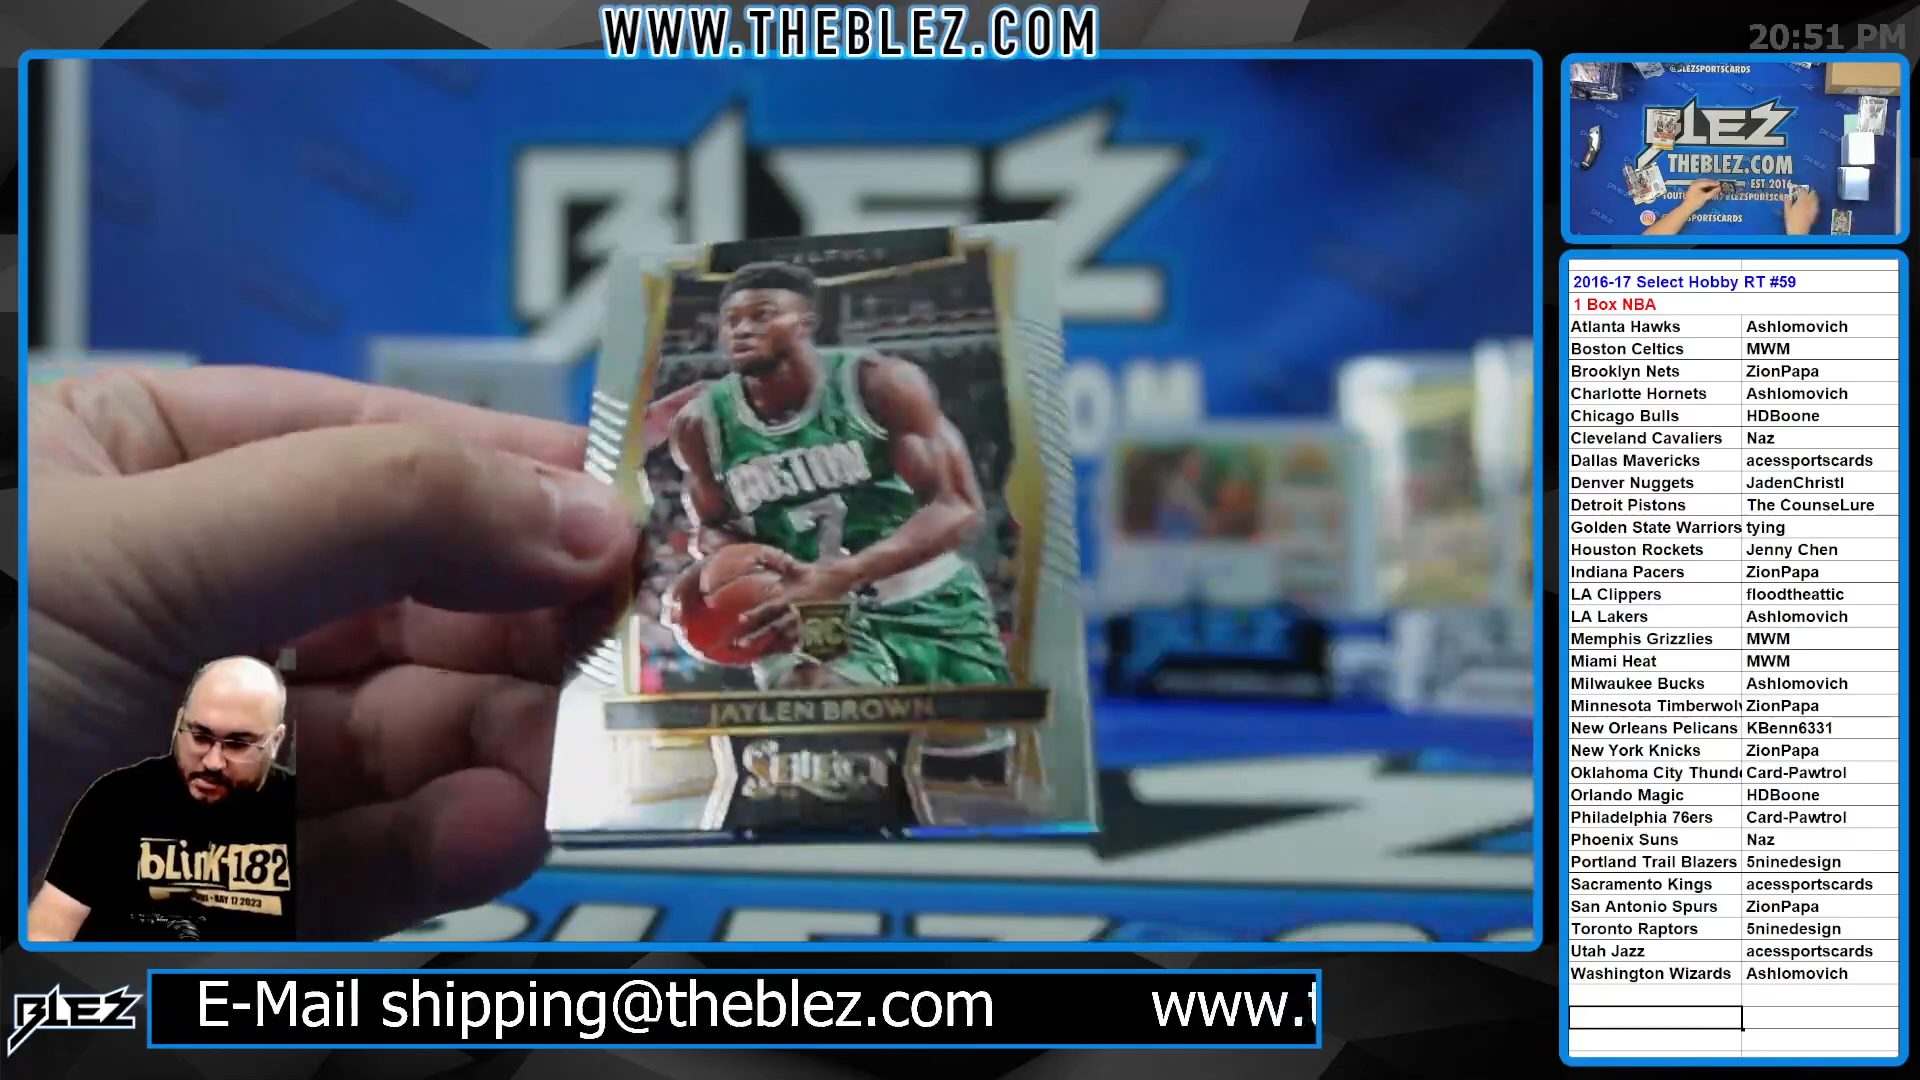 WWW.THEBLEZ.COM
20:51 PM
BLEZ
JAYLEN BROWN
Select
BOSTON
7
RC
blink-182
BLEZ
THEBLEZ.COM
EST 2016
2016-17 Select Hobby RT #59
1 Box NBA
Atlanta Hawks Ashlomovich
Boston Celtics MWM
Brooklyn Nets ZionPapa
Charlotte Hornets Ashlomovich
Chicago Bulls HDBoone
Cleveland Cavaliers Naz
Dallas Mavericks acessportscards
Denver Nuggets JadenChristl
Detroit Pistons The CounseLure
Golden State Warriors tying
Houston Rockets Jenny Chen
Indiana Pacers ZionPapa
LA Clippers floodtheattic
LA Lakers Ashlomovich
Memphis Grizzlies MWM
Miami Heat MWM
Milwaukee Bucks Ashlomovich
Minnesota Timberwolv ZionPapa
New Orleans Pelicans KBenn6331
New York Knicks ZionPapa
Oklahoma City Thund Card-Pawtrol
Orlando Magic HDBoone
Philadelphia 76ers Card-Pawtrol
Phoenix Suns Naz
Portland Trail Blazers 5ninedesign
Sacramento Kings acessportscards
San Antonio Spurs ZionPapa
Toronto Raptors 5ninedesign
Utah Jazz acessportscards
Washington Wizards Ashlomovich
BLEZ
E-Mail shipping@theblez.com www.t